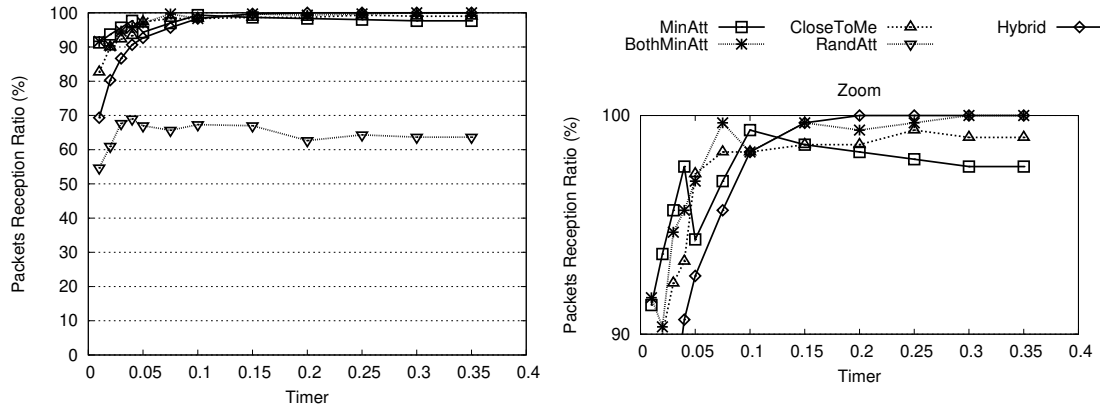 Packets Reception Ratio (%)
100
90
80
70
60
50
40
30
20
10
0
0 0.05 0.1 0.15 0.2 0.25 0.3 0.35 0.4
Timer
MinAtt CloseToMe Hybrid
BothMinAtt RandAtt
Zoom
Packets Reception Ratio (%)
100
90
0 0.05 0.1 0.15 0.2 0.25 0.3 0.35 0.4
Timer